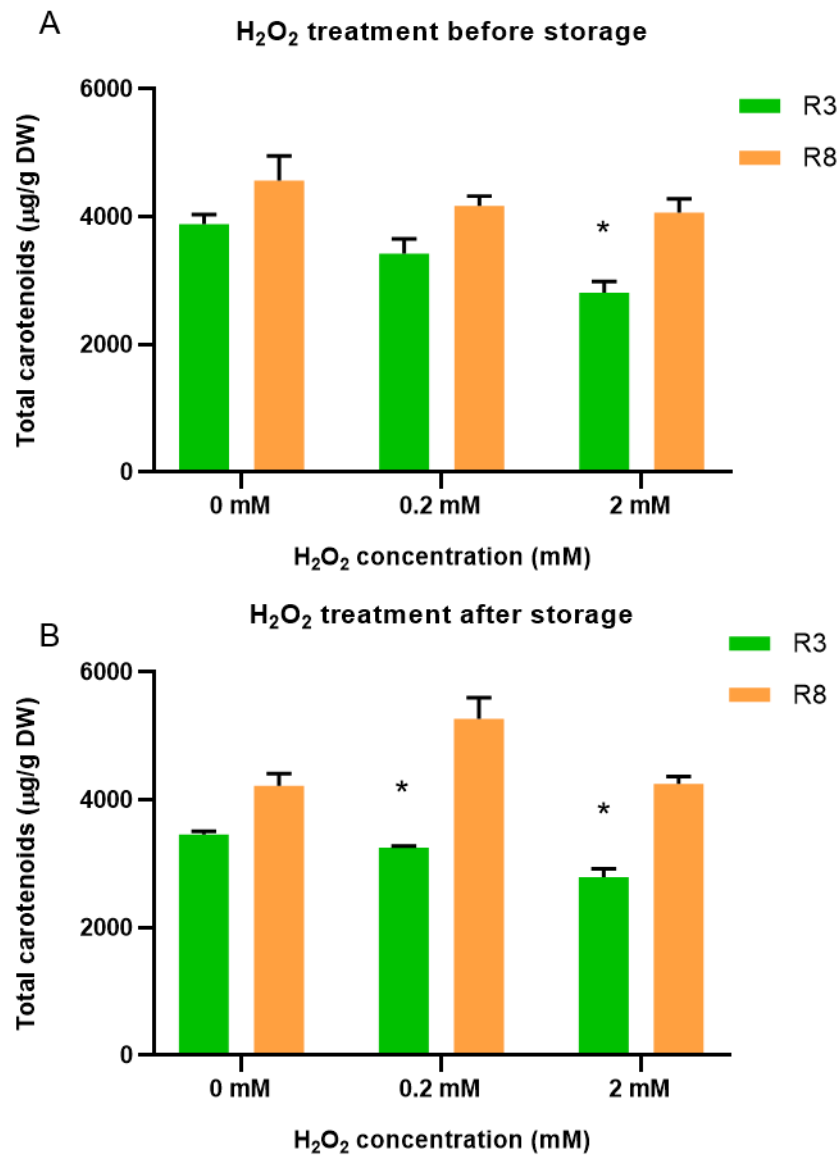 A
H₂O₂ treatment before storage
R3
R8
Total carotenoids (µg/g DW)
6000
4000
2000
0
*
0 mM 0.2 mM 2 mM
H₂O₂ concentration (mM)
B
H₂O₂ treatment after storage
R3
R8
Total carotenoids (µg/g DW)
6000
4000
2000
0
* *
0 mM 0.2 mM 2 mM
H₂O₂ concentration (mM)